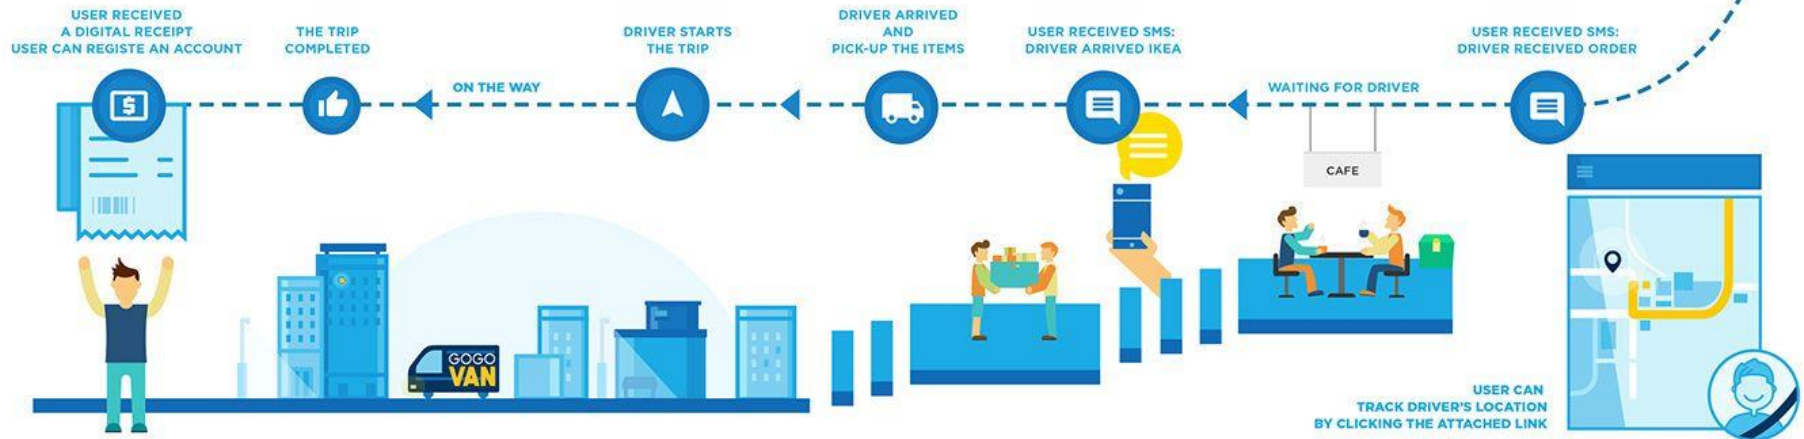 USER RECEIVED
A DIGITAL RECEIPT
USER CAN REGISTE AN ACCOUNT
THE TRIP
COMPLETED
ON THE WAY
DRIVER STARTS
THE TRIP
DRIVER ARRIVED
AND
PICK-UP THE ITEMS
USER RECEIVED SMS:
DRIVER ARRIVED IKEA
WAITING FOR DRIVER
USER RECEIVED SMS:
DRIVER RECEIVED ORDER
$
CAFE
GOGO
VAN
USER CAN
TRACK DRIVER'S LOCATION
BY CLICKING THE ATTACHED LINK